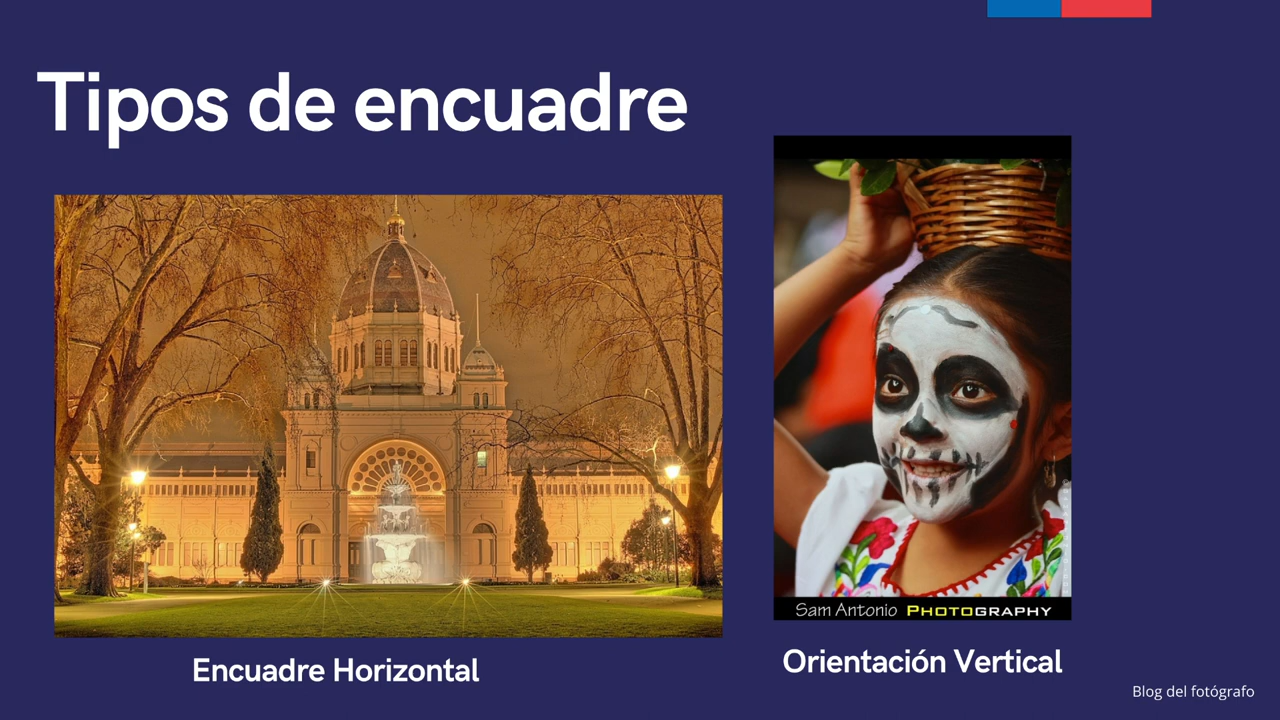 Tipos de encuadre
Sam Antonio PHOTOGRAPHY
Encuadre Horizontal
Orientación Vertical
Blog del fotógrafo